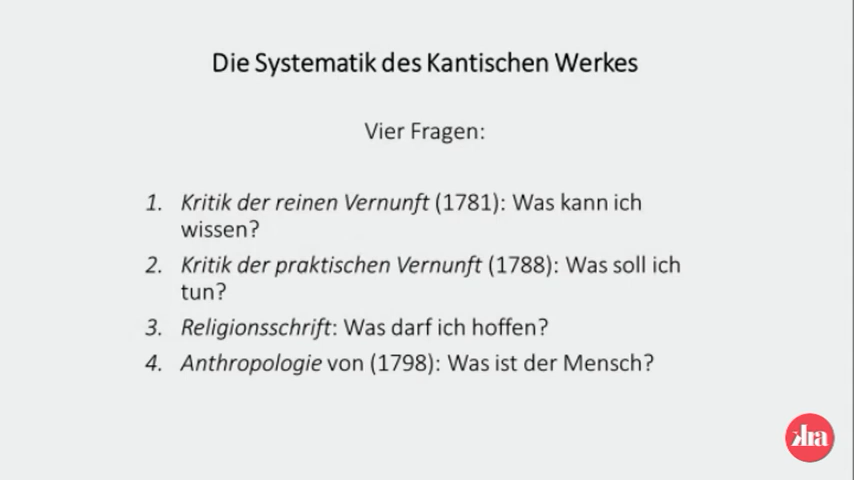 Die Systematik des Kantischen Werkes
Vier Fragen:
1. Kritik der reinen Vernunft (1781): Was kann ich
wissen?
2. Kritik der praktischen Vernunft (1788): Was soll ich
tun?
3. Religionsschrift: Was darf ich hoffen?
4. Anthropologie von (1798): Was ist der Mensch?